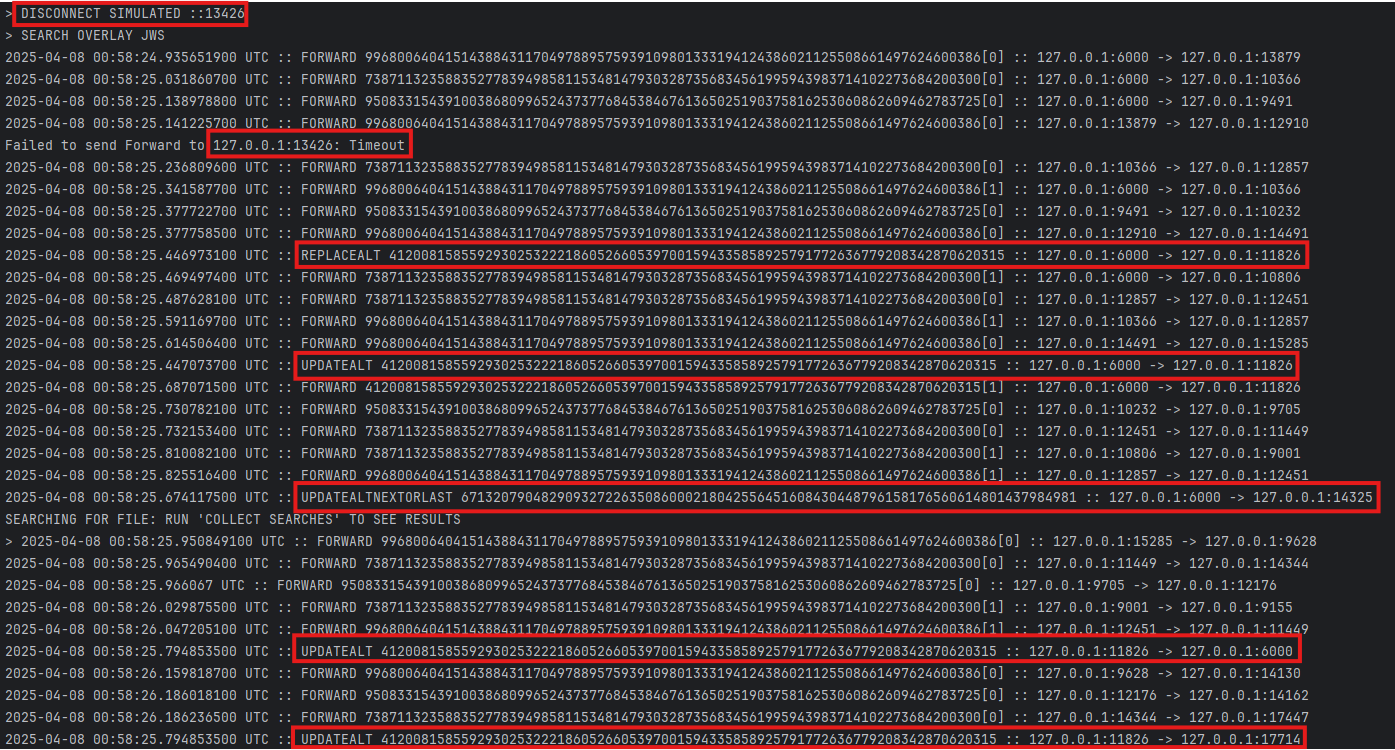 > DISCONNECT SIMULATED ::13426
> SEARCH OVERLAY JWS
2025-04-08 00:58:24.935651900 UTC :: FORWARD 99680064041514388431170497889575939109801333194124386021125508661497624600386[0] :: 127.0.0.1:6000 -> 127.0.0.1:13879
2025-04-08 00:58:25.031860700 UTC :: FORWARD 73871132358835277839498581153481479303287356834561995943983714102273684200300[0] :: 127.0.0.1:6000 -> 127.0.0.1:10366
2025-04-08 00:58:25.138978800 UTC :: FORWARD 95083315439100386809965243737768453846761365025190375816253060862609462783725[0] :: 127.0.0.1:6000 -> 127.0.0.1:9491
2025-04-08 00:58:25.141225700 UTC :: FORWARD 99680064041514388431170497889575939109801333194124386021125508661497624600386[0] :: 127.0.0.1:13879 -> 127.0.0.1:12910
Failed to send Forward to 127.0.0.1:13426: Timeout
2025-04-08 00:58:25.236809600 UTC :: FORWARD 73871132358835277839498581153481479303287356834561995943983714102273684200300[0] :: 127.0.0.1:10366 -> 127.0.0.1:12857
2025-04-08 00:58:25.341587700 UTC :: FORWARD 99680064041514388431170497889575939109801333194124386021125508661497624600386[1] :: 127.0.0.1:6000 -> 127.0.0.1:10366
2025-04-08 00:58:25.377722700 UTC :: FORWARD 95083315439100386809965243737768453846761365025190375816253060862609462783725[0] :: 127.0.0.1:9491 -> 127.0.0.1:10232
2025-04-08 00:58:25.377758500 UTC :: FORWARD 99680064041514388431170497889575939109801333194124386021125508661497624600386[0] :: 127.0.0.1:12910 -> 127.0.0.1:14491
2025-04-08 00:58:25.446973100 UTC :: REPLACEALT 41200815855929302532221860526605397001594335858925791772636779208342870620315 :: 127.0.0.1:6000 -> 127.0.0.1:11826
2025-04-08 00:58:25.469497400 UTC :: FORWARD 73871132358835277839498581153481479303287356834561995943983714102273684200300[1] :: 127.0.0.1:6000 -> 127.0.0.1:10806
2025-04-08 00:58:25.487628100 UTC :: FORWARD 73871132358835277839498581153481479303287356834561995943983714102273684200300[0] :: 127.0.0.1:12857 -> 127.0.0.1:12451
2025-04-08 00:58:25.591169700 UTC :: FORWARD 99680064041514388431170497889575939109801333194124386021125508661497624600386[1] :: 127.0.0.1:10366 -> 127.0.0.1:12857
2025-04-08 00:58:25.614506400 UTC :: FORWARD 99680064041514388431170497889575939109801333194124386021125508661497624600386[0] :: 127.0.0.1:14491 -> 127.0.0.1:15285
2025-04-08 00:58:25.447073700 UTC :: UPDATEALT 41200815855929302532221860526605397001594335858925791772636779208342870620315 :: 127.0.0.1:6000 -> 127.0.0.1:11826
2025-04-08 00:58:25.687071500 UTC :: FORWARD 41200815855929302532221860526605397001594335858925791772636779208342870620315[1] :: 127.0.0.1:6000 -> 127.0.0.1:11826
2025-04-08 00:58:25.730782100 UTC :: FORWARD 95083315439100386809965243737768453846761365025190375816253060862609462783725[0] :: 127.0.0.1:10232 -> 127.0.0.1:9705
2025-04-08 00:58:25.732153400 UTC :: FORWARD 73871132358835277839498581153481479303287356834561995943983714102273684200300[0] :: 127.0.0.1:12451 -> 127.0.0.1:11449
2025-04-08 00:58:25.810082100 UTC :: FORWARD 73871132358835277839498581153481479303287356834561995943983714102273684200300[1] :: 127.0.0.1:10806 -> 127.0.0.1:9001
2025-04-08 00:58:25.825516400 UTC :: FORWARD 99680064041514388431170497889575939109801333194124386021125508661497624600386[1] :: 127.0.0.1:12857 -> 127.0.0.1:12451
2025-04-08 00:58:25.674117500 UTC :: UPDATEALTNEXTORLAST 67132079048290932722635086000218042556451608430448796158176560614801437984981 :: 127.0.0.1:6000 -> 127.0.0.1:14325
SEARCHING FOR FILE: RUN 'COLLECT SEARCHES' TO SEE RESULTS
> 2025-04-08 00:58:25.950849100 UTC :: FORWARD 99680064041514388431170497889575939109801333194124386021125508661497624600386[0] :: 127.0.0.1:15285 -> 127.0.0.1:9628
2025-04-08 00:58:25.965490400 UTC :: FORWARD 73871132358835277839498581153481479303287356834561995943983714102273684200300[0] :: 127.0.0.1:11449 -> 127.0.0.1:14344
2025-04-08 00:58:25.966067 UTC :: FORWARD 95083315439100386809965243737768453846761365025190375816253060862609462783725[0] :: 127.0.0.1:9705 -> 127.0.0.1:12176
2025-04-08 00:58:26.029875500 UTC :: FORWARD 73871132358835277839498581153481479303287356834561995943983714102273684200300[1] :: 127.0.0.1:9001 -> 127.0.0.1:9155
2025-04-08 00:58:26.047205100 UTC :: FORWARD 99680064041514388431170497889575939109801333194124386021125508661497624600386[1] :: 127.0.0.1:12451 -> 127.0.0.1:11449
2025-04-08 00:58:25.794853500 UTC :: UPDATEALT 41200815855929302532221860526605397001594335858925791772636779208342870620315 :: 127.0.0.1:11826 -> 127.0.0.1:6000
2025-04-08 00:58:26.159818700 UTC :: FORWARD 99680064041514388431170497889575939109801333194124386021125508661497624600386[0] :: 127.0.0.1:9628 -> 127.0.0.1:14130
2025-04-08 00:58:26.186018100 UTC :: FORWARD 95083315439100386809965243737768453846761365025190375816253060862609462783725[0] :: 127.0.0.1:12176 -> 127.0.0.1:14162
2025-04-08 00:58:26.186236500 UTC :: FORWARD 73871132358835277839498581153481479303287356834561995943983714102273684200300[0] :: 127.0.0.1:14344 -> 127.0.0.1:17447
2025-04-08 00:58:25.794853500 UTC :: UPDATEALT 41200815855929302532221860526605397001594335858925791772636779208342870620315 :: 127.0.0.1:11826 -> 127.0.0.1:17714